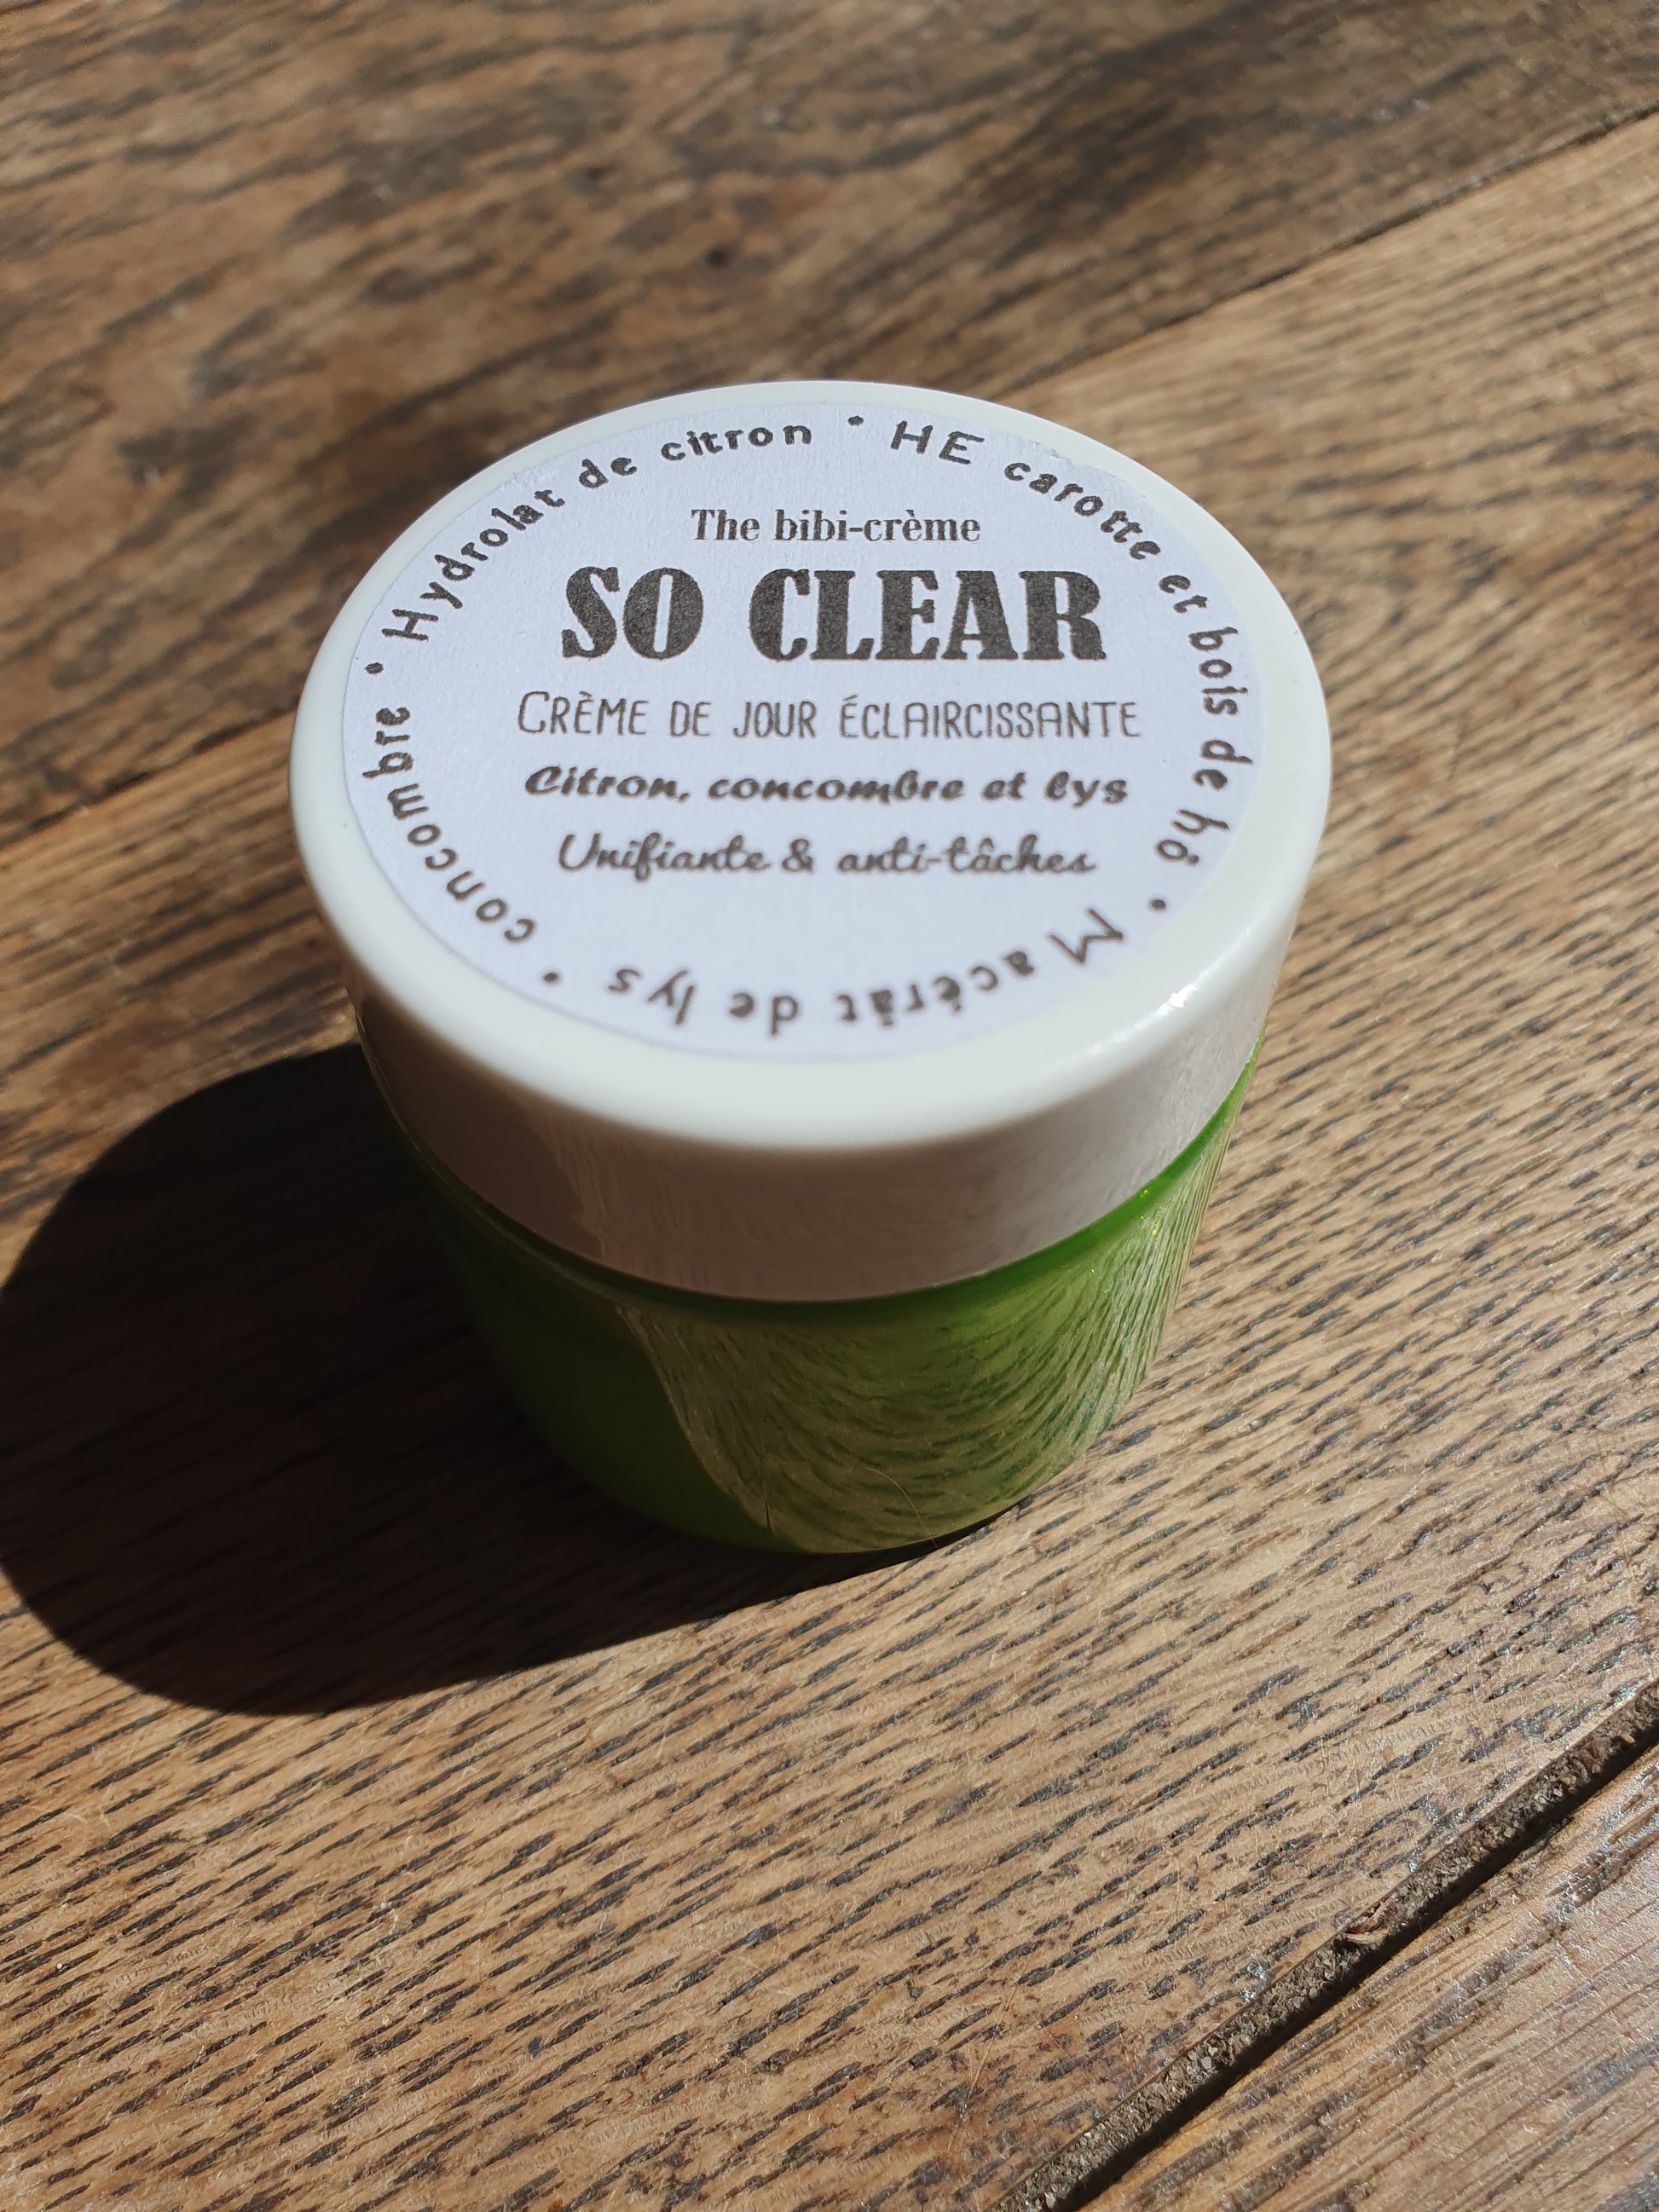 The bibi-crème
SO CLEAR
CRÈME DE JOUR ÉCLAIRCISSANTE
Citron, concombre et lys
Unifiante & anti-tâches
Hydrolat de citron • HE carotte et bois de hô • Macérât de lys • concombre •